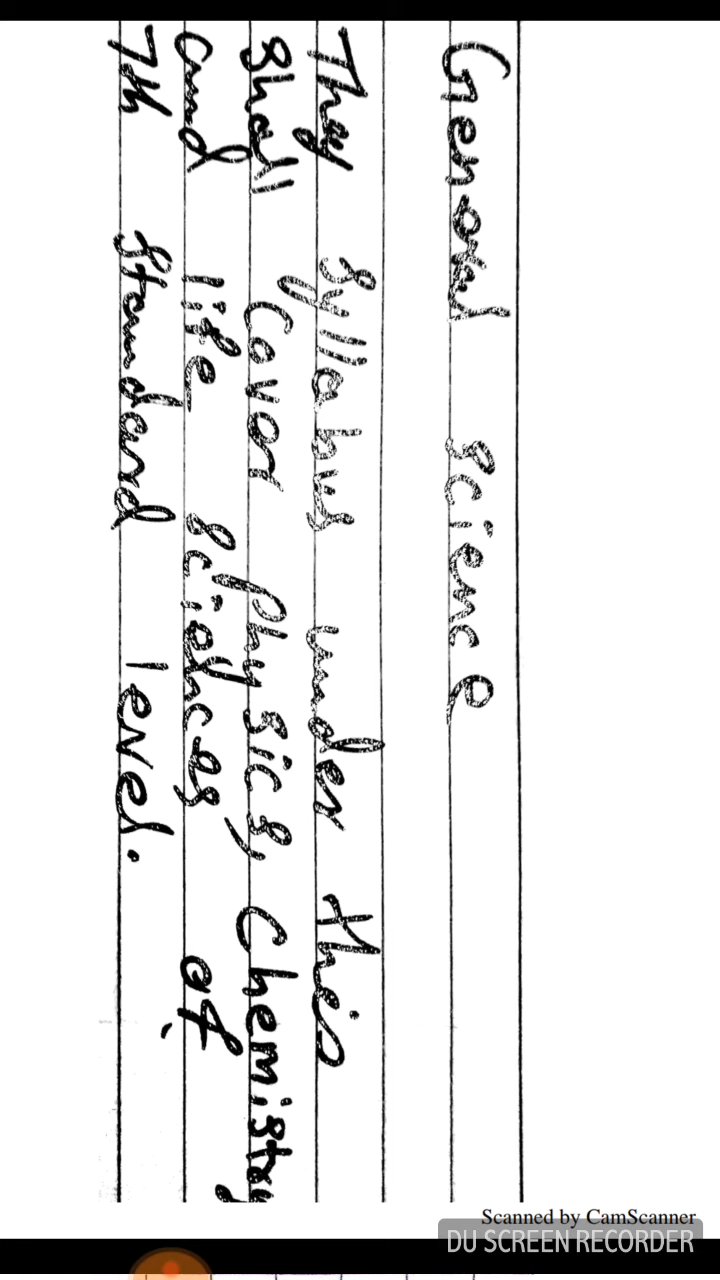 General Science
They Syllabus under this
shall Cover Physics, Chemistry
and life sciences of
7th standard level.
Scanned by CamScanner
DU SCREEN RECORDER